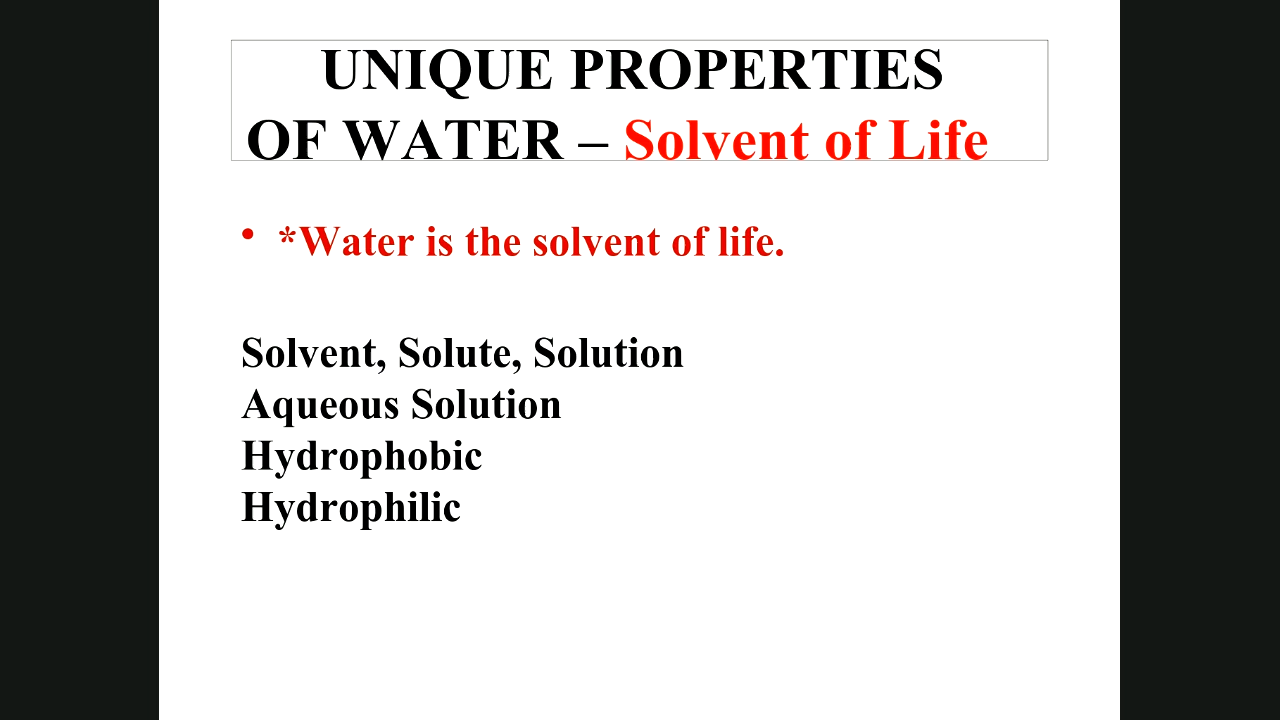 UNIQUE PROPERTIES
OF WATER – Solvent of Life
• *Water is the solvent of life.
Solvent, Solute, Solution
Aqueous Solution
Hydrophobic
Hydrophilic